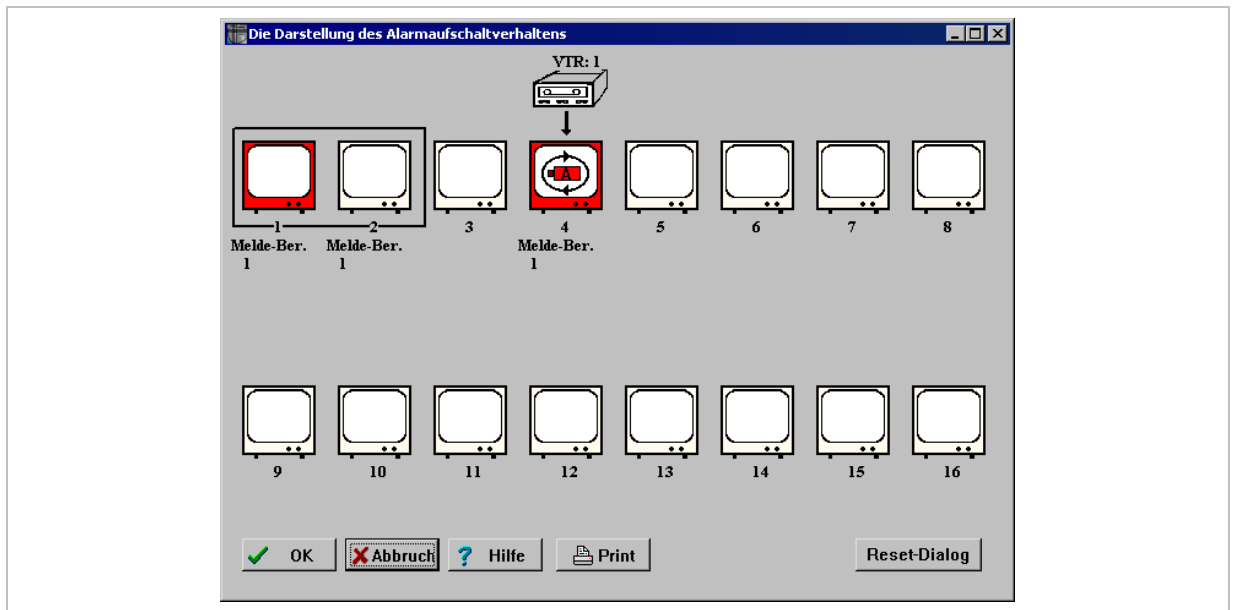 Die Darstellung des Alarmaufschaltverhaltens
VTR: 1
A
1 2 3 4 5 6 7 8
Melde-Ber. Melde-Ber. Melde-Ber.
1 1 1
9 10 11 12 13 14 15 16
OK Abbruch ? Hilfe Print Reset-Dialog